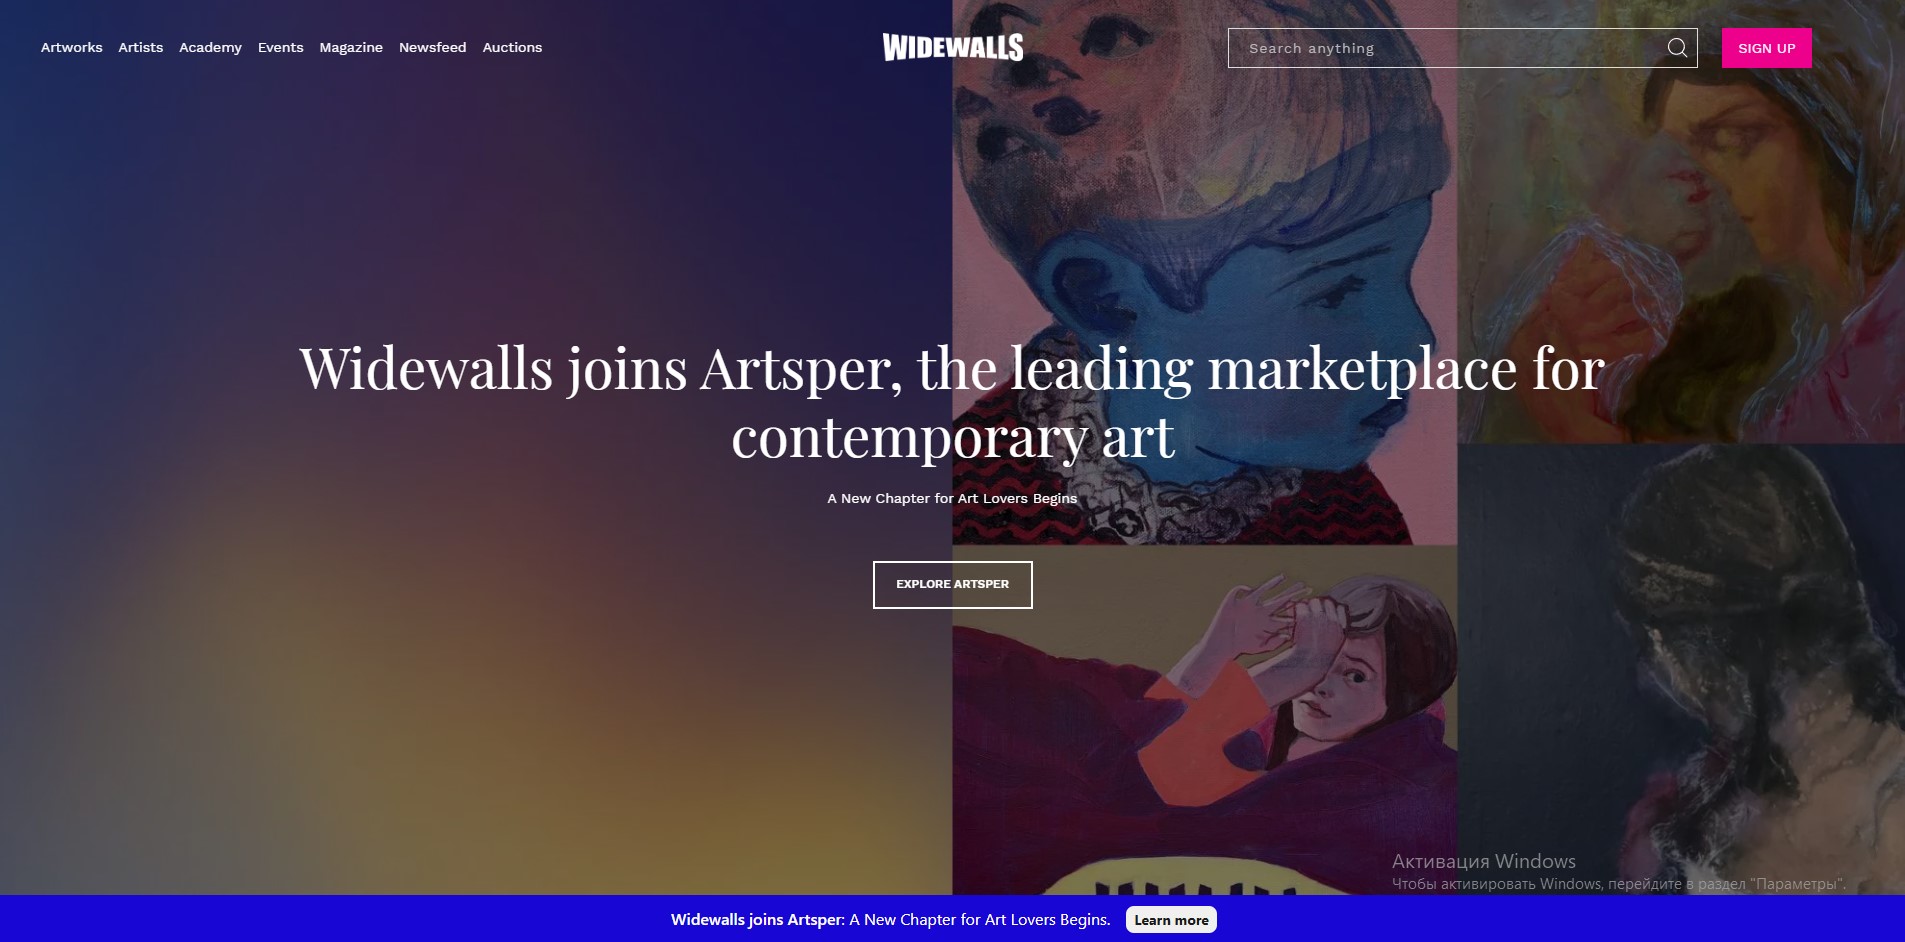 Artworks Artists Academy Events Magazine Newsfeed Auctions
WIDEWALLS
Search anything
SIGN UP
Widewalls joins Artsper, the leading marketplace for
contemporary art
A New Chapter for Art Lovers Begins
EXPLORE ARTSPER
Активация Windows
Чтобы активировать Windows, перейдите в раздел "Параметры".
Widewalls joins Artsper: A New Chapter for Art Lovers Begins. Learn more